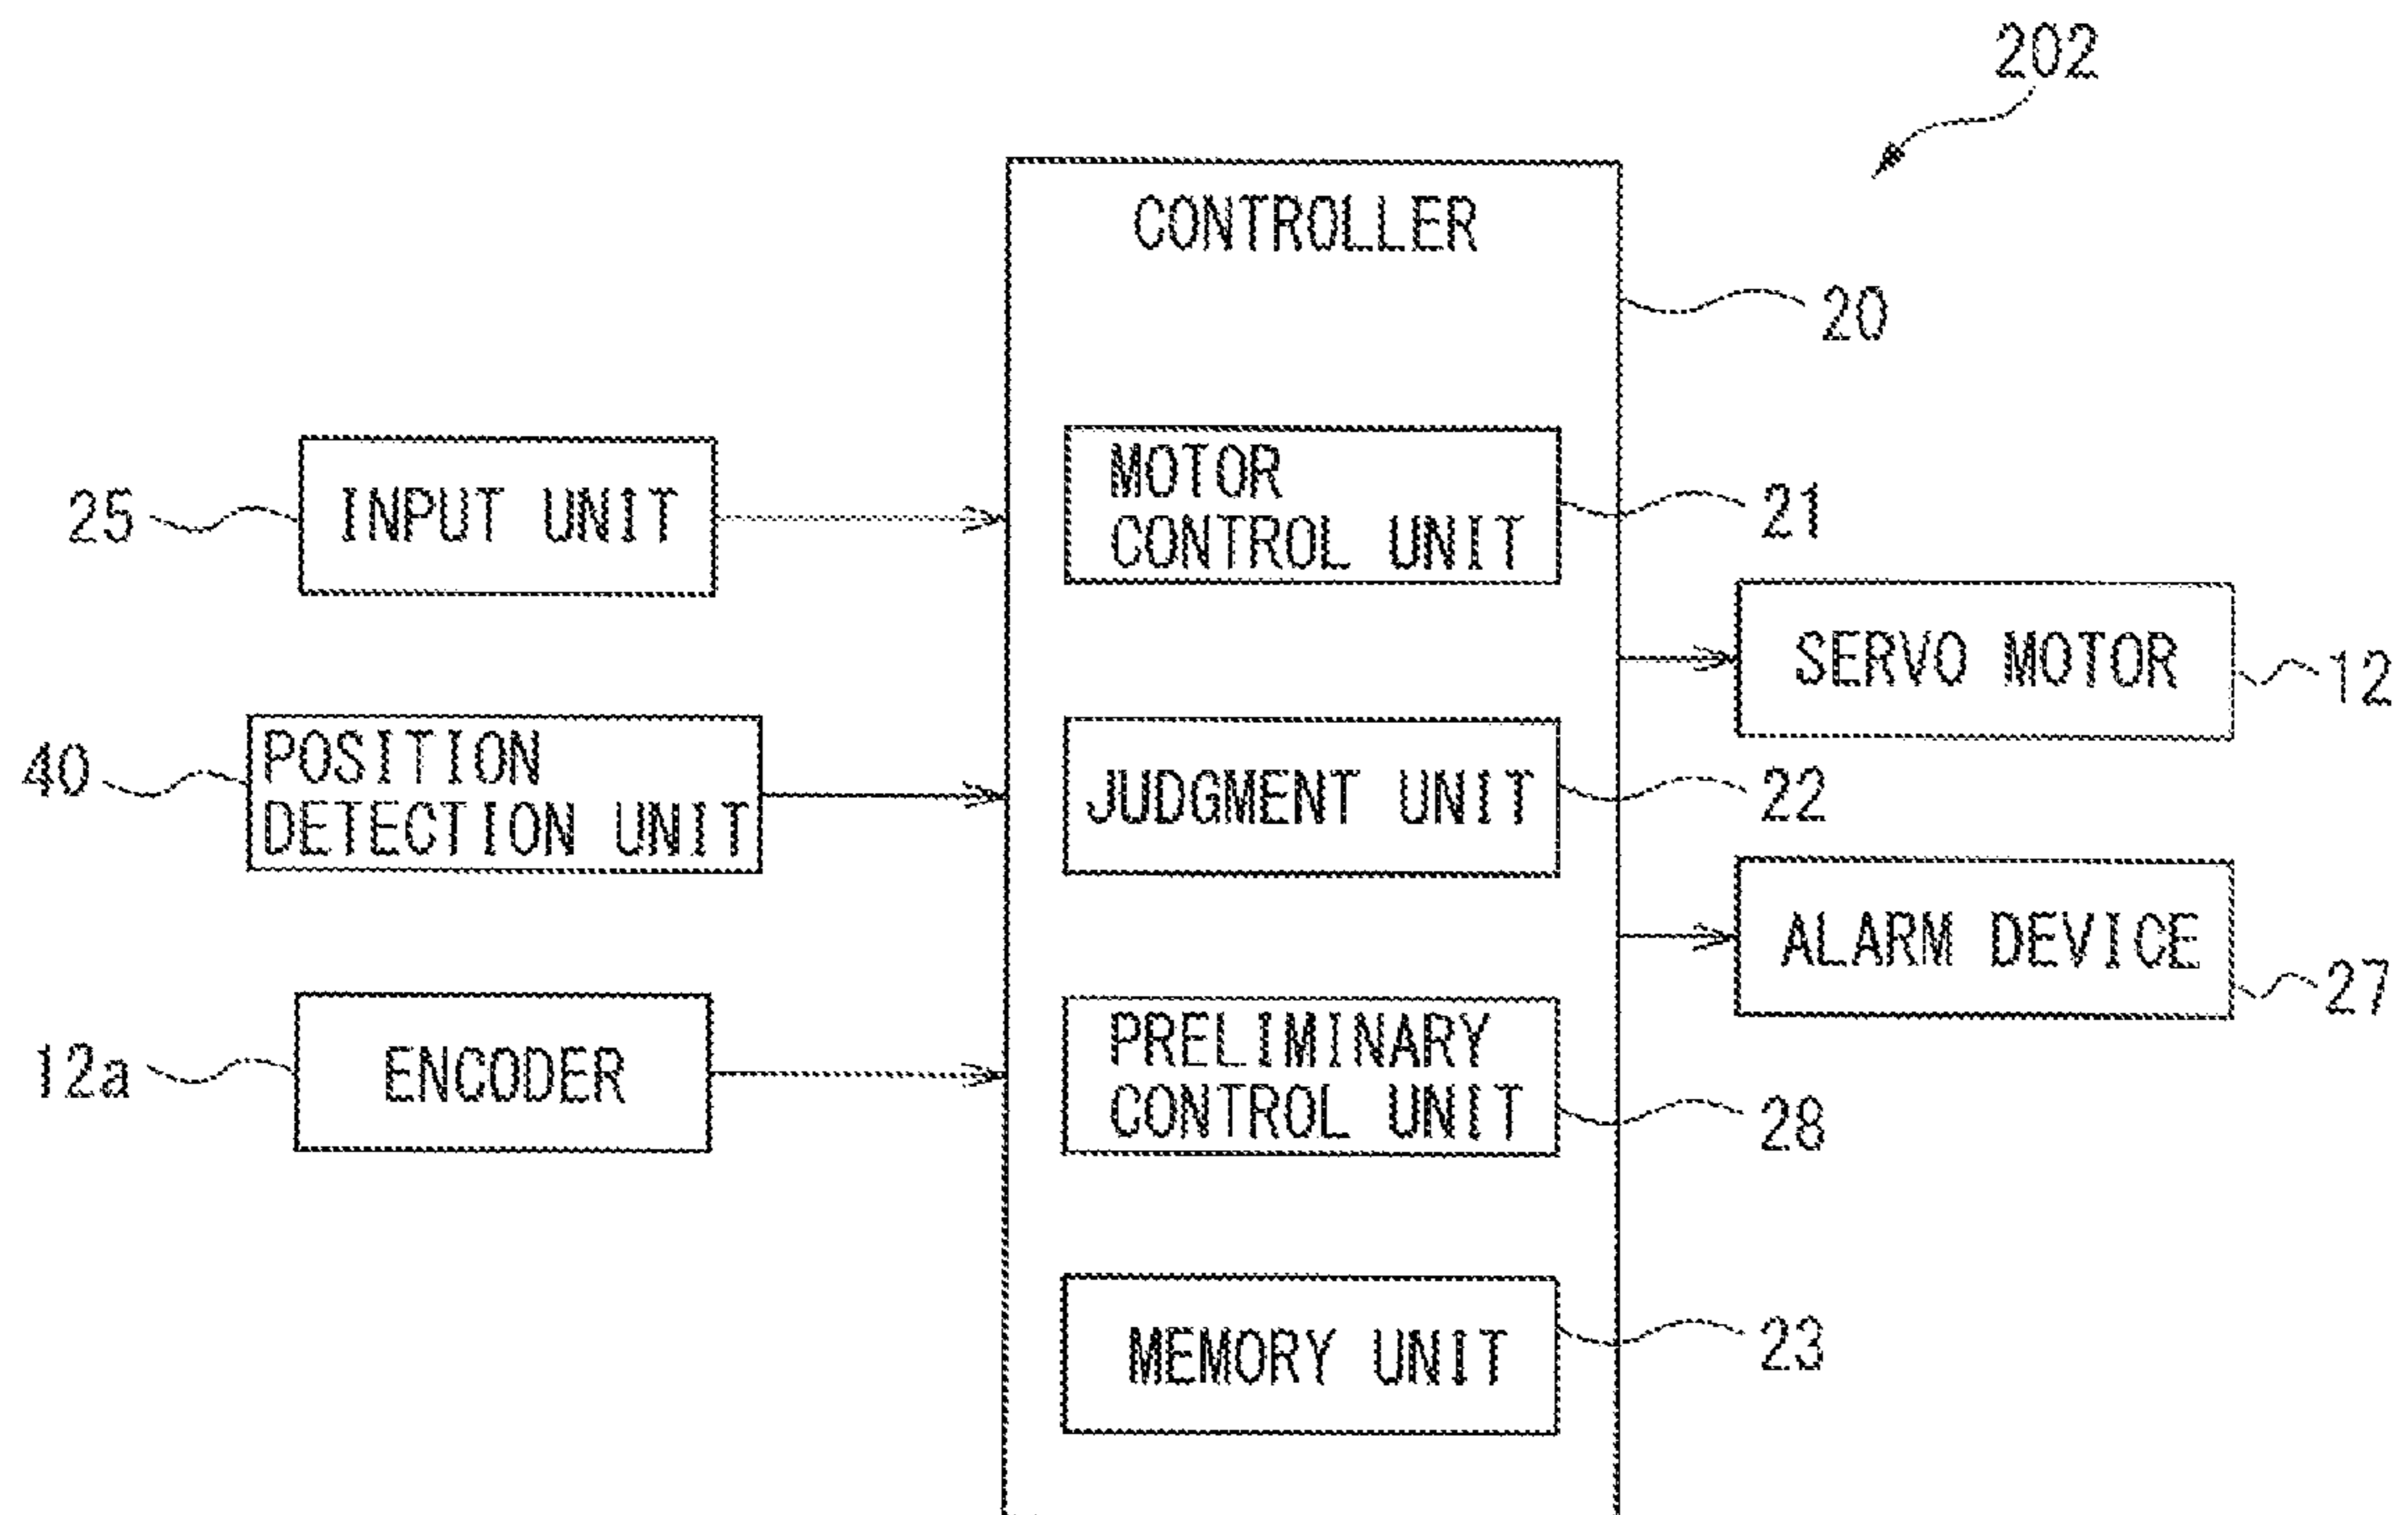 202
CONTROLLER
20
25
INPUT UNIT
MOTOR
CONTROL UNIT
21
SERVO MOTOR
12
40
POSITION
DETECTION UNIT
JUDGMENT UNIT
22
ALARM DEVICE
27
12a
ENCODER
PRELIMINARY
CONTROL UNIT
28
MEMORY UNIT
23